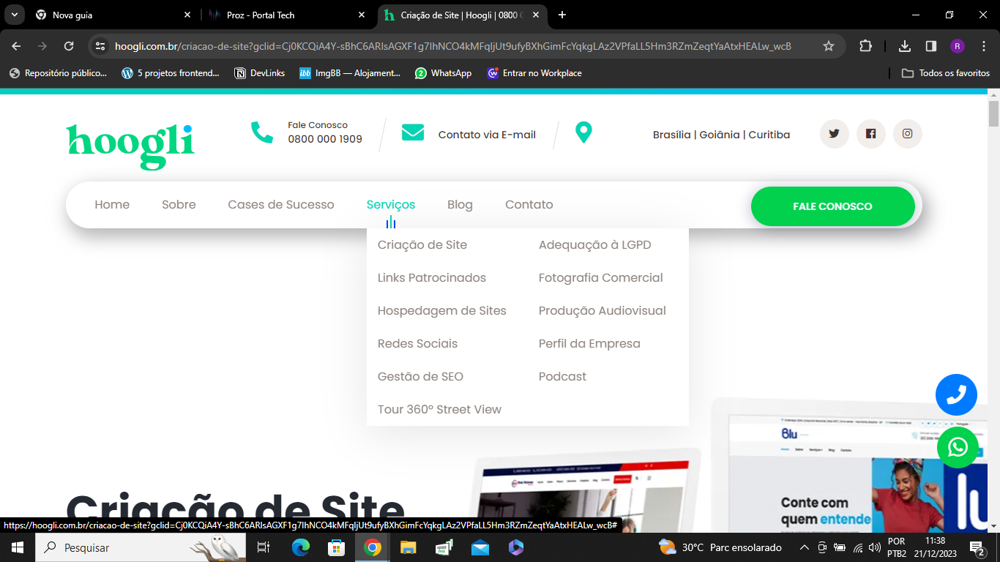 Nova guia
Proz - Portal Tech
Criação de Site | Hoogli | 0800 0
hoogli.com.br/criacao-de-site?gclid=Cj0KCQiA4Y-sBhC6ARIsAGXF1g7lhNCO4kMFqIjUt9ufyBXhGimFcYqkgLAz2VPfaLL5Hm3RZmZeqtYaAtxHEALw_wcB
R
Repositório público...
5 projetos frontend...
DevLinks
ImgBB — Alojament...
WhatsApp
Entrar no Workplace
Todos os favoritos
hoogli
Fale Conosco
0800 000 1909
Contato via E-mail
Brasília | Goiânia | Curitiba
Home
Sobre
Cases de Sucesso
Serviços
Blog
Contato
FALE CONOSCO
Criação de Site
Adequação à LGPD
Links Patrocinados
Fotografia Comercial
Hospedagem de Sites
Produção Audiovisual
Redes Sociais
Perfil da Empresa
Gestão de SEO
Podcast
Tour 360º Street View
Blu
Conte com
quem entende
Criação de Site
https://hoogli.com.br/criacao-de-site?gclid=Cj0KCQiA4Y-sBhC6ARIsAGXF1g7lhNCO4kMFqIjUt9ufyBXhGimFcYqkgLAz2VPfaLL5Hm3RZmZeqtYaAtxHEALw_wcB#
Pesquisar
30°C Parc ensolarado
POR
PTB2
11:38
21/12/2023
2